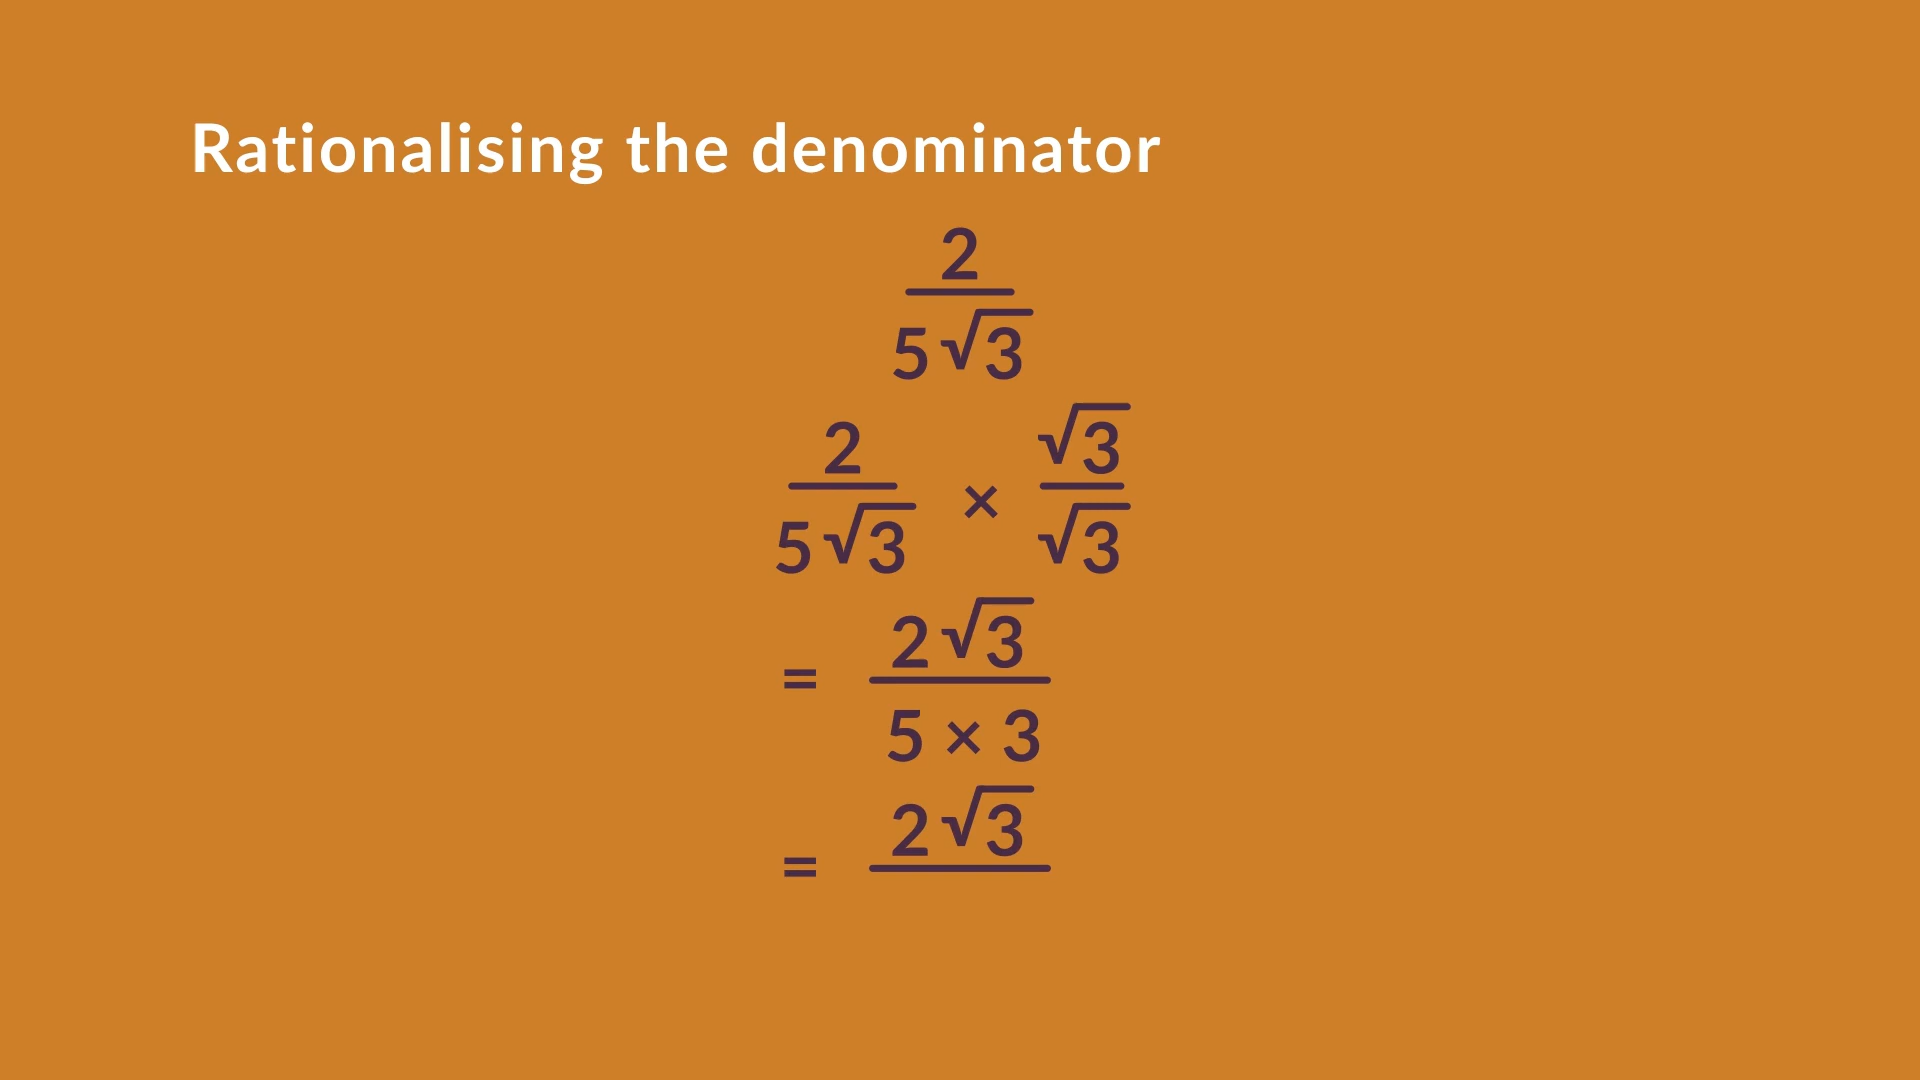 Rationalising the denominator
2
5√3
2 × √3
5√3 √3
= 2√3
5 × 3
= 2√3